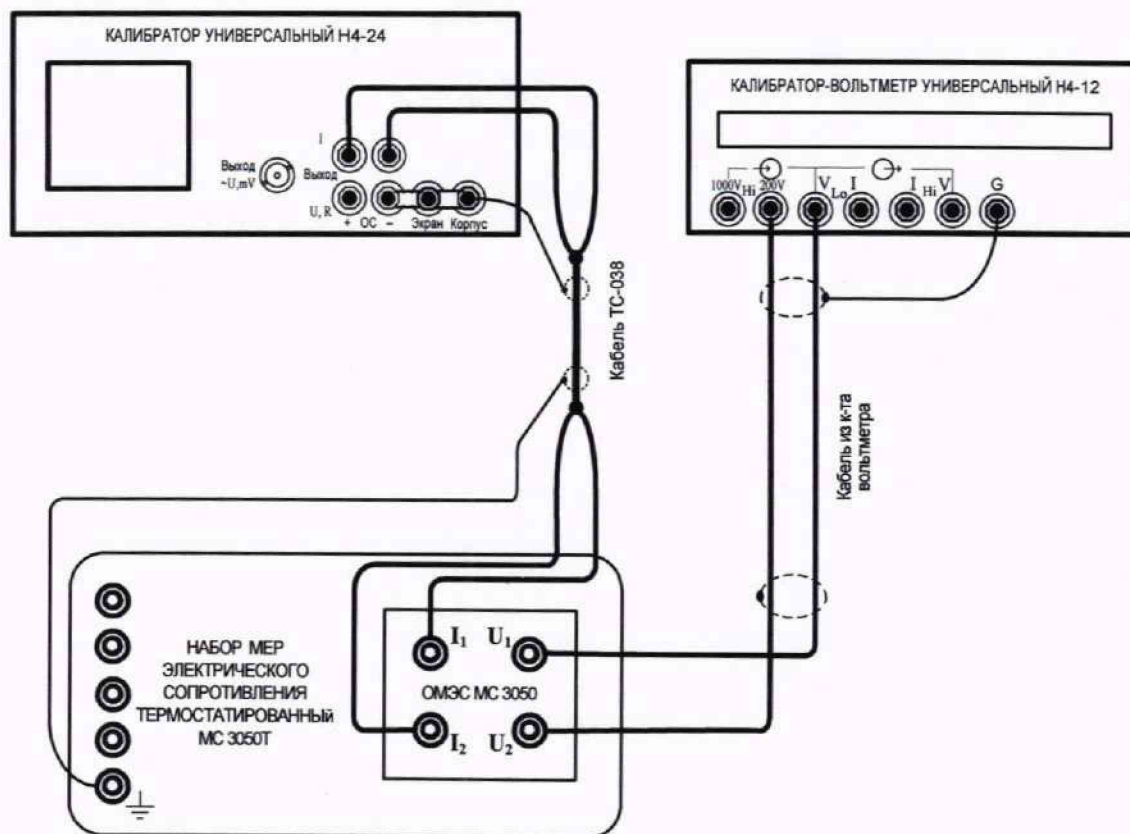 КАЛИБРАТОР УНИВЕРСАЛЬНЫЙ Н4-24
I
Выход
~U,mV
Выход
U, R
+ ОС – Экран Корпус
КАЛИБРАТОР-ВОЛЬТМЕТР УНИВЕРСАЛЬНЫЙ Н4-12
1000V Hi 200V V Lo I I Hi V G
Кабель ТС-038
Кабель из к-та
вольтметра
НАБОР МЕР
ЭЛЕКТРИЧЕСКОГО
СОПРОТИВЛЕНИЯ
ТЕРМОСТАТИРОВАННЫЙ
МС 3050Т
I₁ U₁
ОМЭС МС 3050
I₂ U₂